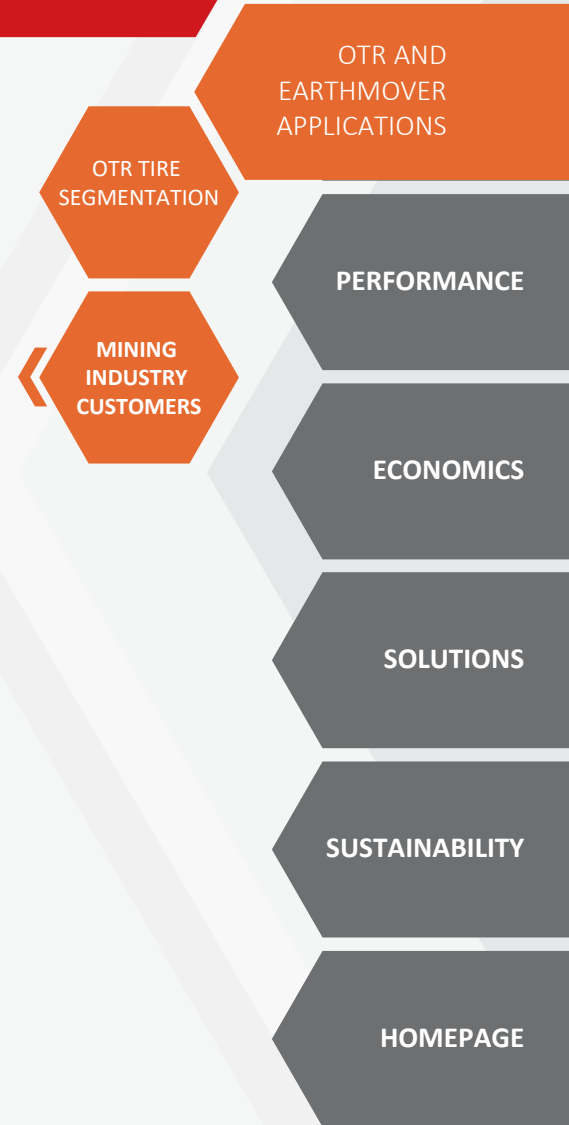 OTR AND
EARTHMOVER
APPLICATIONS
OTR TIRE
SEGMENTATION
PERFORMANCE
MINING
INDUSTRY
CUSTOMERS
ECONOMICS
SOLUTIONS
SUSTAINABILITY
HOMEPAGE